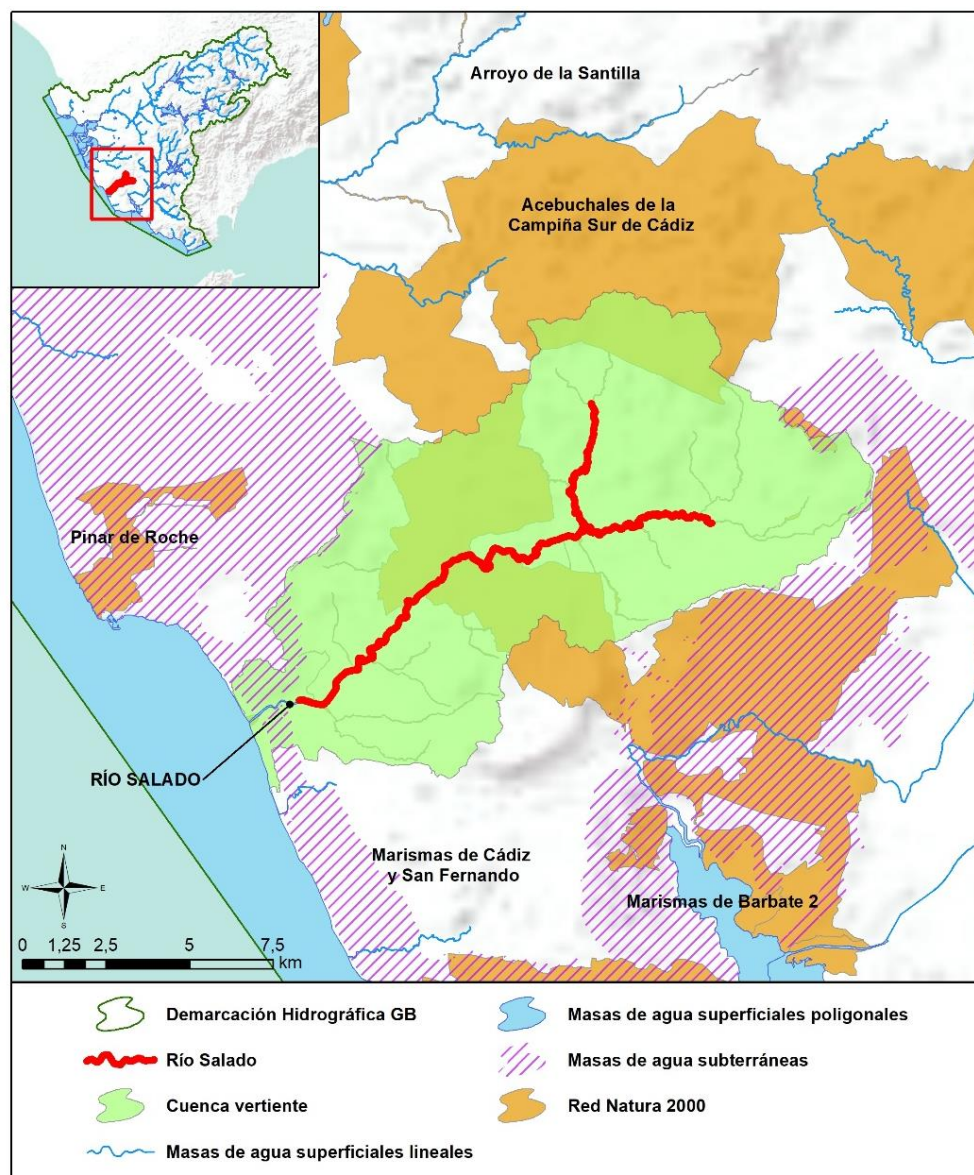 Arroyo de la Santilla
Acebuchales de la
Campiña Sur de Cádiz
Pinar de Roche
RÍO SALADO
Marismas de Cádiz
y San Fernando
Marismas de Barbate 2
N
W E
S
0 1,25 2,5 5 7,5
km
Demarcación Hidrográfica GB
Río Salado
Cuenca vertiente
Masas de agua superficiales lineales
Masas de agua superficiales poligonales
Masas de agua subterráneas
Red Natura 2000